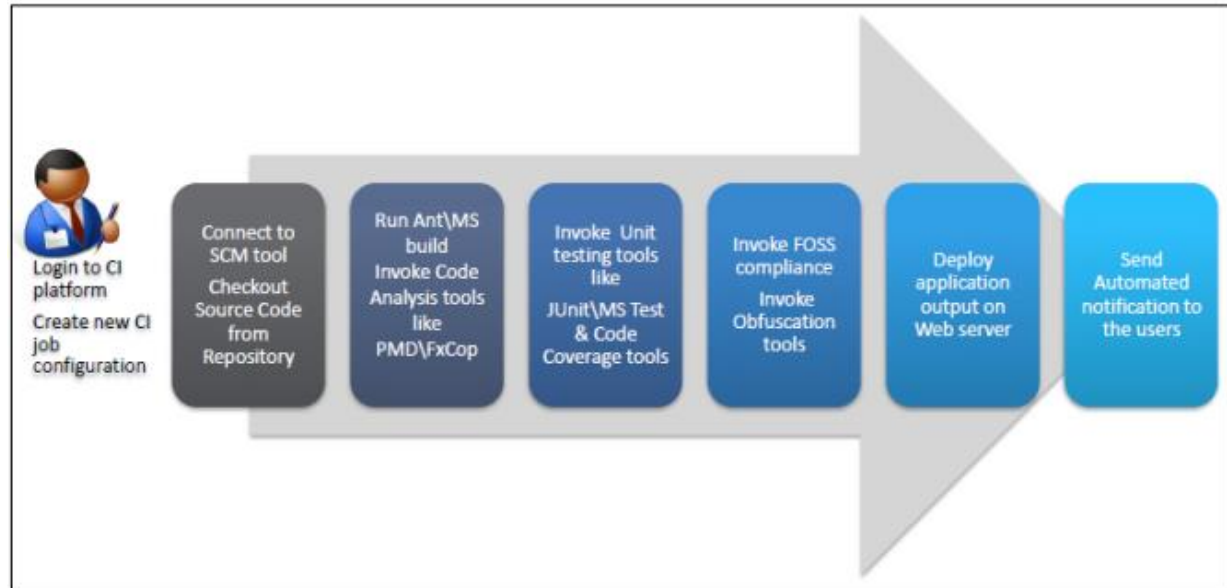 Login to CI
platform
Create new CI
job
configuration
Connect to
SCM tool
Checkout
Source Code
from
Repository
Run Ant\MS
build
Invoke Code
Analysis tools
like
PMD\FxCop
Invoke Unit
testing tools
like
JUnit\MS Test
& Code
Coverage tools
Invoke FOSS
compliance
Invoke
Obfuscation
tools
Deploy
application
output on
Web server
Send
Automated
notification to
the users